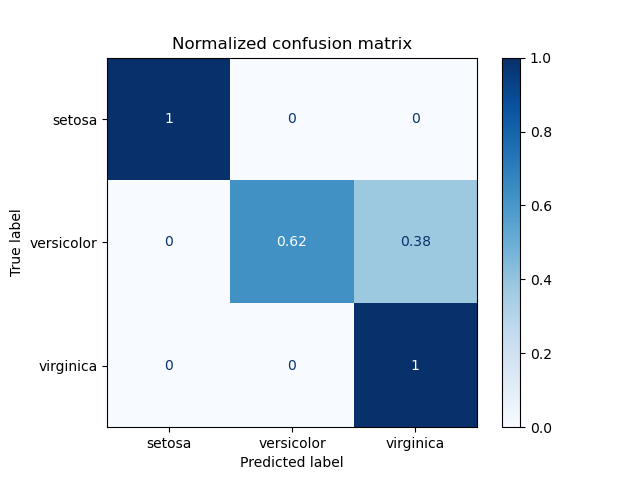 Normalized confusion matrix
1.0
setosa 1 0 0
0.8
0.6
True label
versicolor 0 0.62 0.38
0.4
virginica 0 0 1
0.2
0.0
setosa versicolor virginica
Predicted label